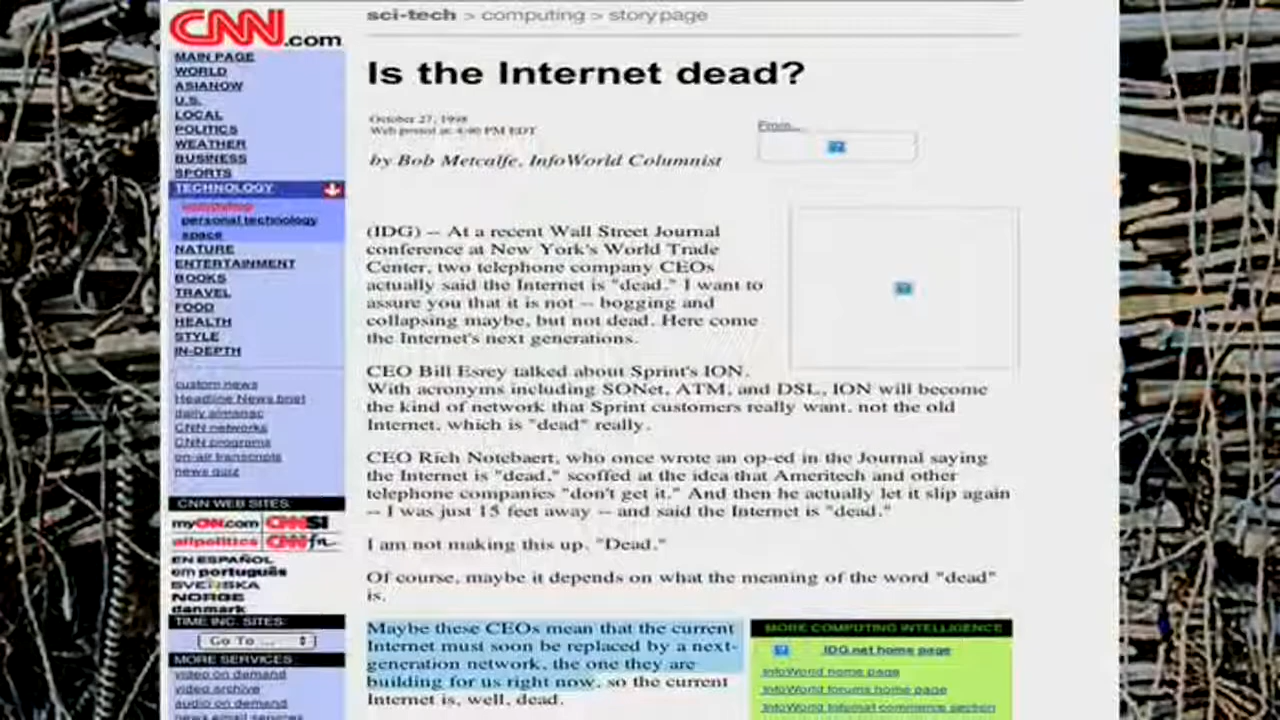 CNN.com
MAIN PAGE
WORLD
ASIANOW
U.S.
LOCAL
POLITICS
WEATHER
BUSINESS
SPORTS
TECHNOLOGY
personal technology
space
NATURE
ENTERTAINMENT
BOOKS
TRAVEL
FOOD
HEALTH
STYLE
IN-DEPTH
custom news
Headline News brief
daily almanac
CNN networks
CNN programs
on-air transcripts
news quiz
CNN WEB SITES:
myCNN.com CNNSI
allpolitics CNNfn
EN ESPAÑOL
em português
SVENSKA
NORGE
danmark
TIME INC. SITES:
Go To ...
MORE SERVICES:
video on demand
video archive
audio on demand
news email services
sci-tech > computing > storypage
Is the Internet dead?
October 27, 1998
Web posted at: 4:40 PM EDT
by Bob Metcalfe, InfoWorld Columnist
From...
(IDG) -- At a recent Wall Street Journal
conference at New York's World Trade
Center, two telephone company CEOs
actually said the Internet is "dead." I want to
assure you that it is not -- bogging and
collapsing maybe, but not dead. Here come
the Internet's next generations.
CEO Bill Esrey talked about Sprint's ION.
With acronyms including SONet, ATM, and DSL, ION will become
the kind of network that Sprint customers really want, not the old
Internet, which is "dead" really.
CEO Rich Notebaert, who once wrote an op-ed in the Journal saying
the Internet is "dead," scoffed at the idea that Ameritech and other
telephone companies "don't get it." And then he actually let it slip again
-- I was just 15 feet away -- and said the Internet is "dead."
I am not making this up. "Dead."
Of course, maybe it depends on what the meaning of the word "dead"
is.
Maybe these CEOs mean that the current
Internet must soon be replaced by a next-
generation network, the one they are
building for us right now, so the current
Internet is, well, dead.
MORE COMPUTING INTELLIGENCE
IDG.net home page
InfoWorld home page
InfoWorld forums home page
InfoWorld Internet commerce section